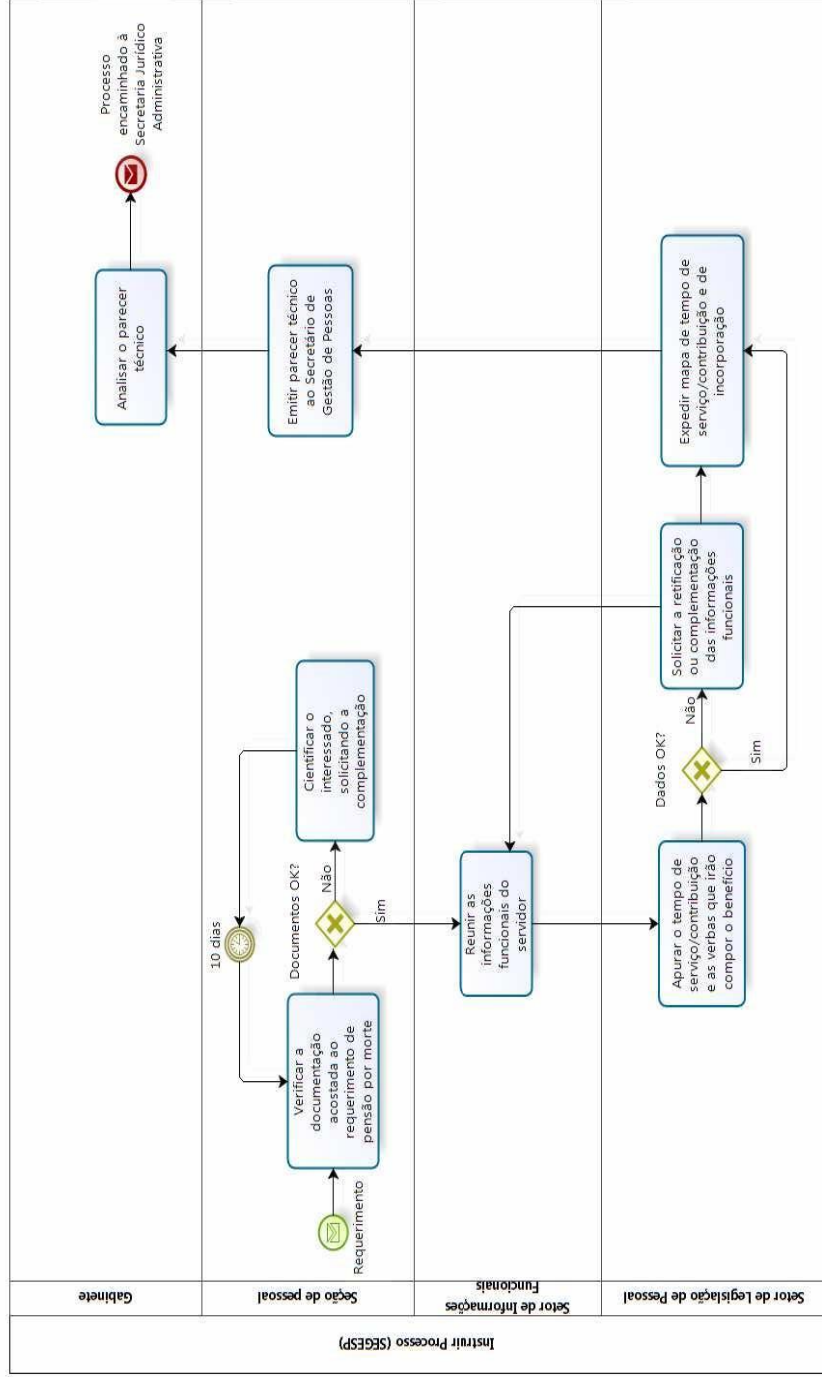 Instruir Processo (SEGESP)
Gabinete
Analisar o parecer
técnico
Processo
encaminhado à
Secretaria Jurídico
Administrativa
Seção de pessoal
Requerimento
Verificar a
documentação
acostada ao
requerimento de
pensão por morte
10 dias
Documentos OK?
Não
Sim
Cientificar o
interessado,
solicitando a
complementação
Emitir parecer técnico
ao Secretário de
Gestão de Pessoas
Setor de Informações
Funcionais
Reunir as
informações
funcionais do
servidor
Setor de Legislação de Pessoal
Apurar o tempo de
serviço/contribuição
e as verbas que irão
compor o benefício
Dados OK?
Não
Sim
Solicitar a retificação
ou complementação
das informações
funcionais
Expedir mapa de tempo de
serviço/contribuição e de
incorporação